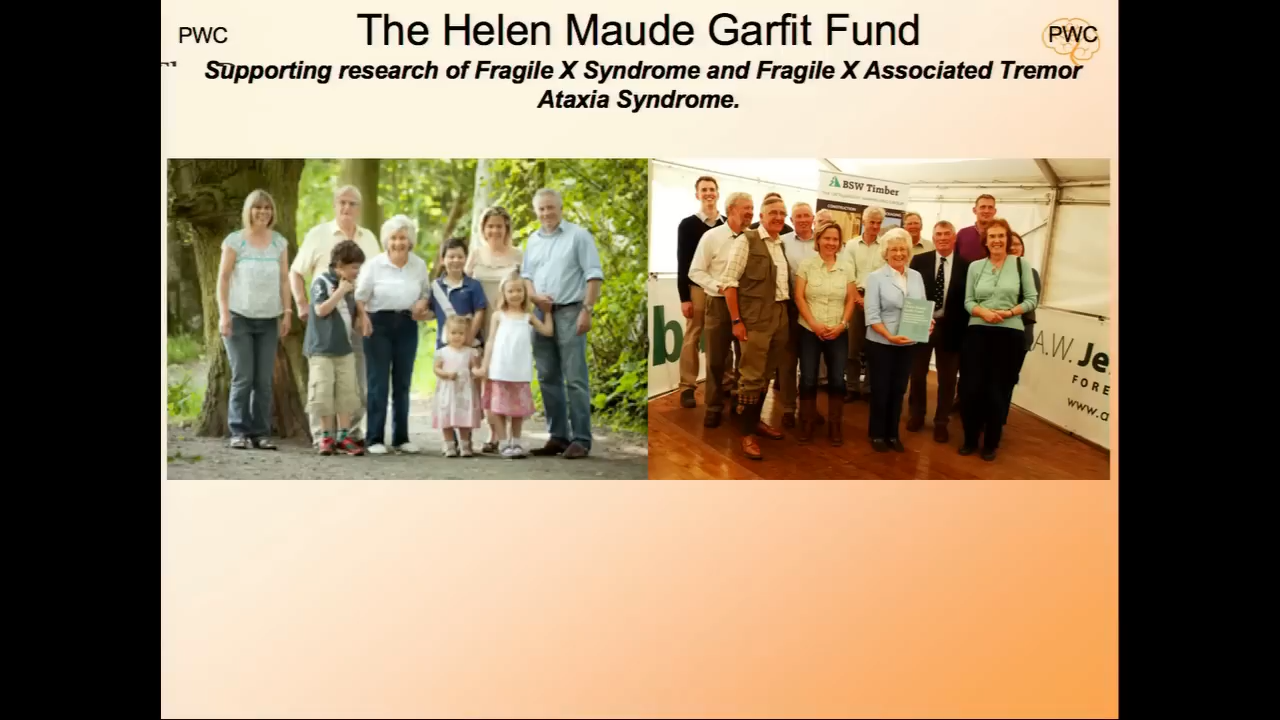 PWC
The Helen Maude Garfit Fund
PWC
Supporting research of Fragile X Syndrome and Fragile X Associated Tremor
Ataxia Syndrome.
BSW Timber
CONSTRUCTION
A.W. Je
FORE
www.a